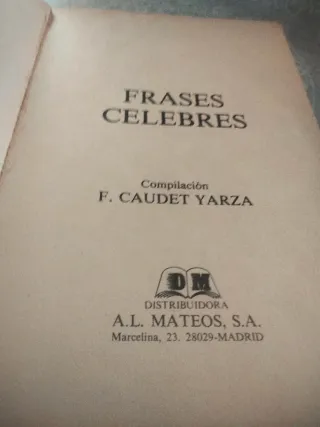 FRASES
CELEBRES
Compilación
F. CAUDET YARZA
DM
DISTRIBUIDORA
A.L. MATEOS, S.A.
Marcelina, 23. 28029-MADRID